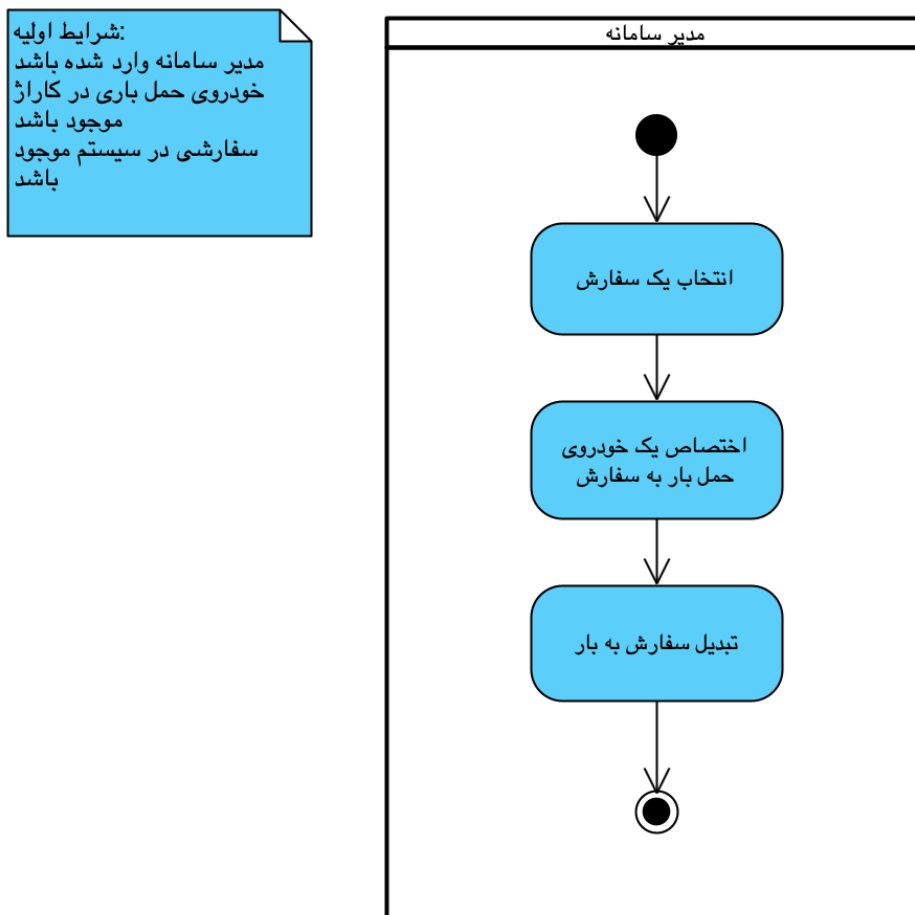 شرایط اولیه:
مدیر سامانه وارد شده باشد
خودروی حمل باری در کاراژ
موجود باشد
سفارشی در سیستم موجود
باشد
مدیر سامانه
انتخاب یک سفارش
اختصاص یک خودروی
حمل بار به سفارش
تبدیل سفارش به بار